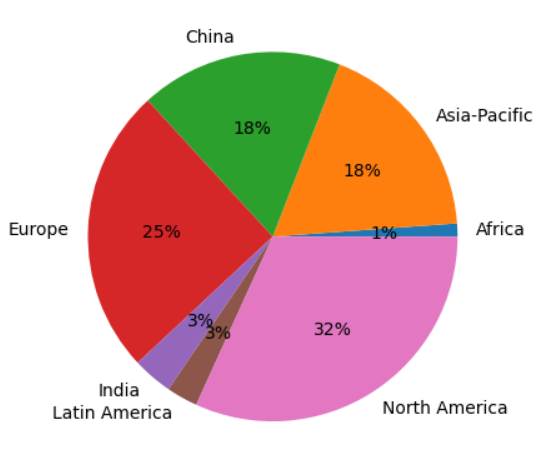 China
Asia-Pacific
18%
18%
Europe
25%
1%
Africa
3%
3%
32%
India
Latin America
North America